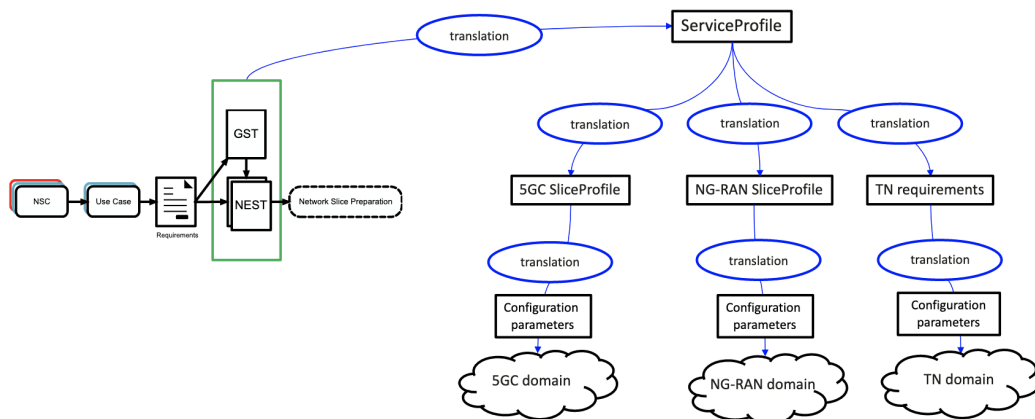 translation
ServiceProfile
GST
translation
translation
translation
NSC
Use Case
NEST
Network Slice Preparation
Requirements
5GC SliceProfile
NG-RAN SliceProfile
TN requirements
translation
translation
translation
Configuration
parameters
Configuration
parameters
Configuration
parameters
5GC domain
NG-RAN domain
TN domain